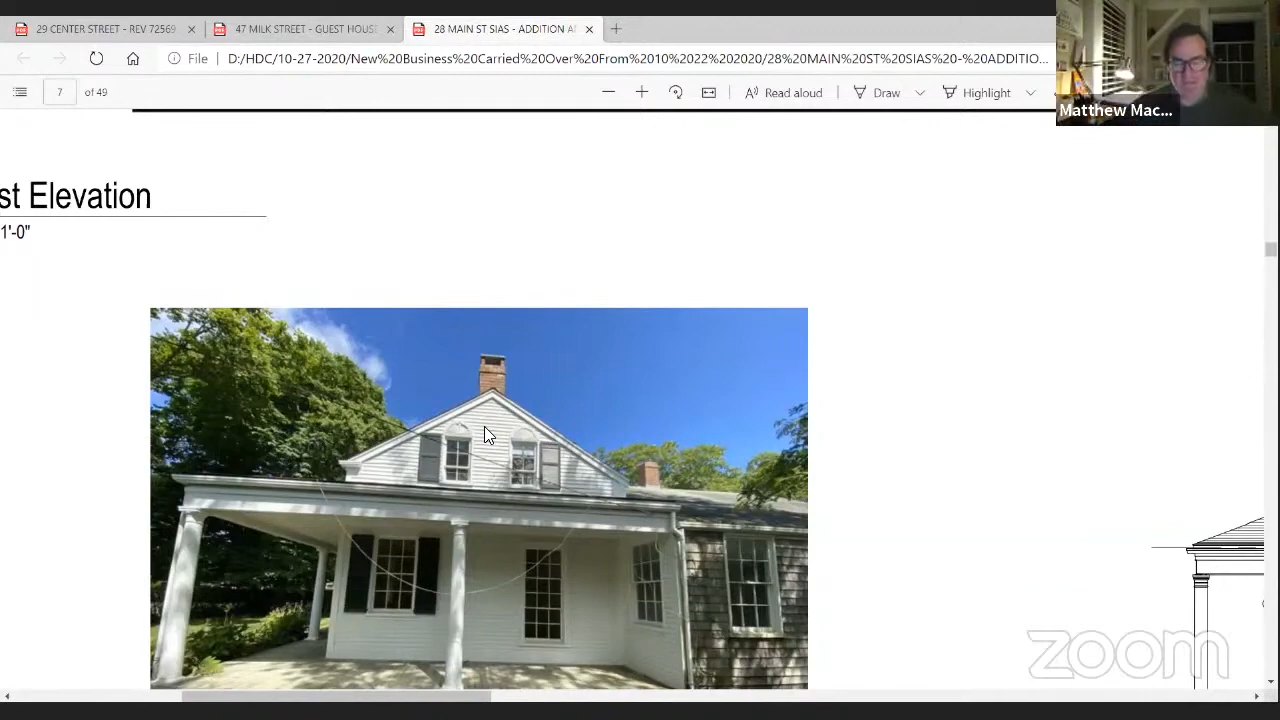 29 CENTER STREET - REV 72569
47 MILK STREET - GUEST HOUS
28 MAIN ST SIAS - ADDITION A
File D:/HDC/10-27-2020/New%20Business%20Carried%20Over%20From%2010%2022%202020/28%20MAIN%20ST%20SIAS%20-%20ADDITIO...
7 of 49
Read aloud
Draw
Highlight
Matthew Mac...
st Elevation
1'-0"
zoom